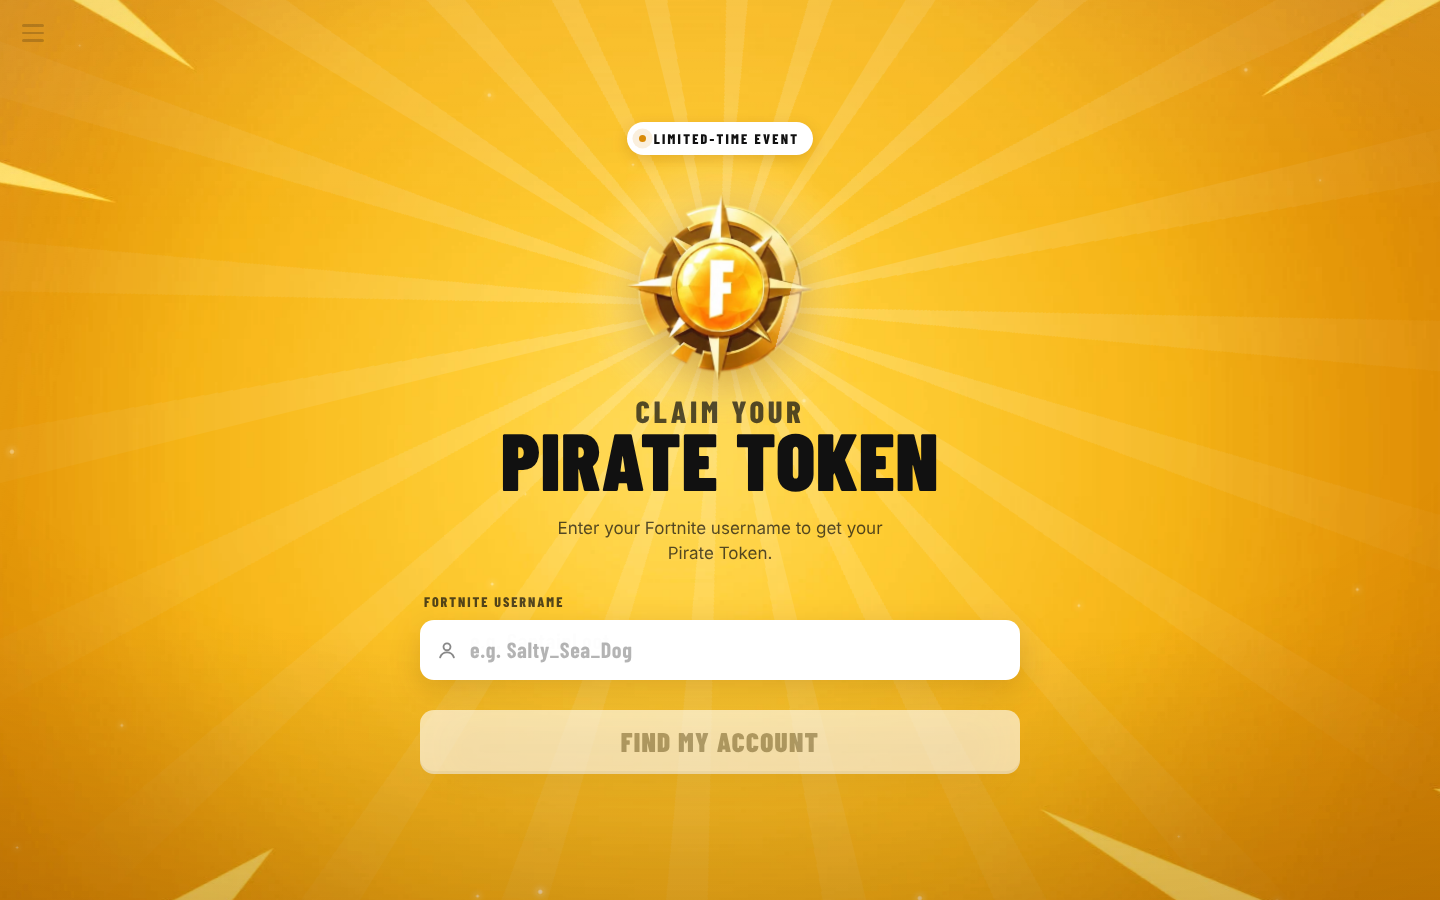 LIMITED-TIME EVENT
F
CLAIM YOUR
PIRATE TOKEN
Enter your Fortnite username to get your
Pirate Token.
FORTNITE USERNAME
e.g. Salty_Sea_Dog
FIND MY ACCOUNT